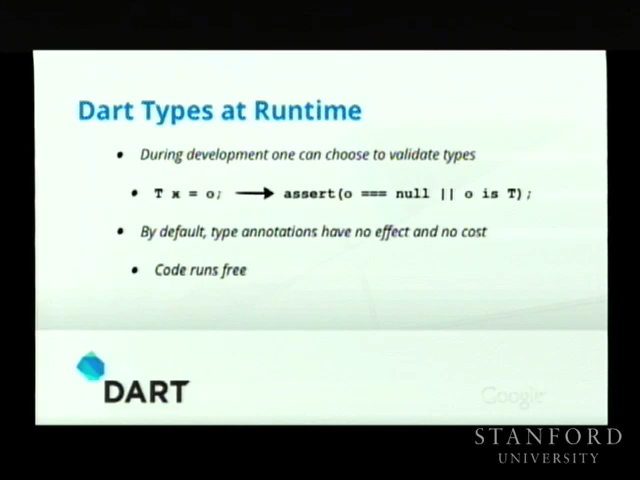 Dart Types at Runtime
• During development one can choose to validate types
• T x = o; → assert(o === null || o is T);
• By default, type annotations have no effect and no cost
• Code runs free
DART
Google
STANFORD
UNIVERSITY